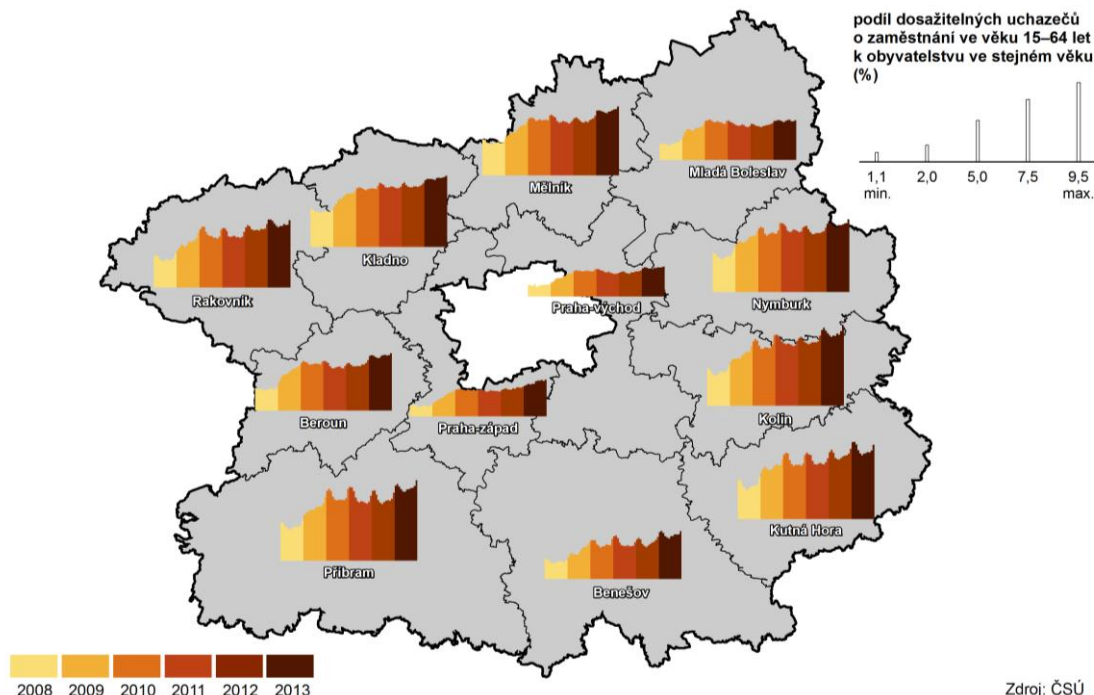 podíl dosažitelných uchazečů
o zaměstnání ve věku 15–64 let
k obyvatelstvu ve stejném věku
(%)
1,1 2,0 5,0 7,5 9,5
min. max.
Mělník
Mladá Boleslav
Kladno
Rakovník
Praha-východ
Nymburk
Beroun
Praha-západ
Kolín
Kutná Hora
Příbram
Benešov
2008 2009 2010 2011 2012 2013
Zdroj: ČSÚ